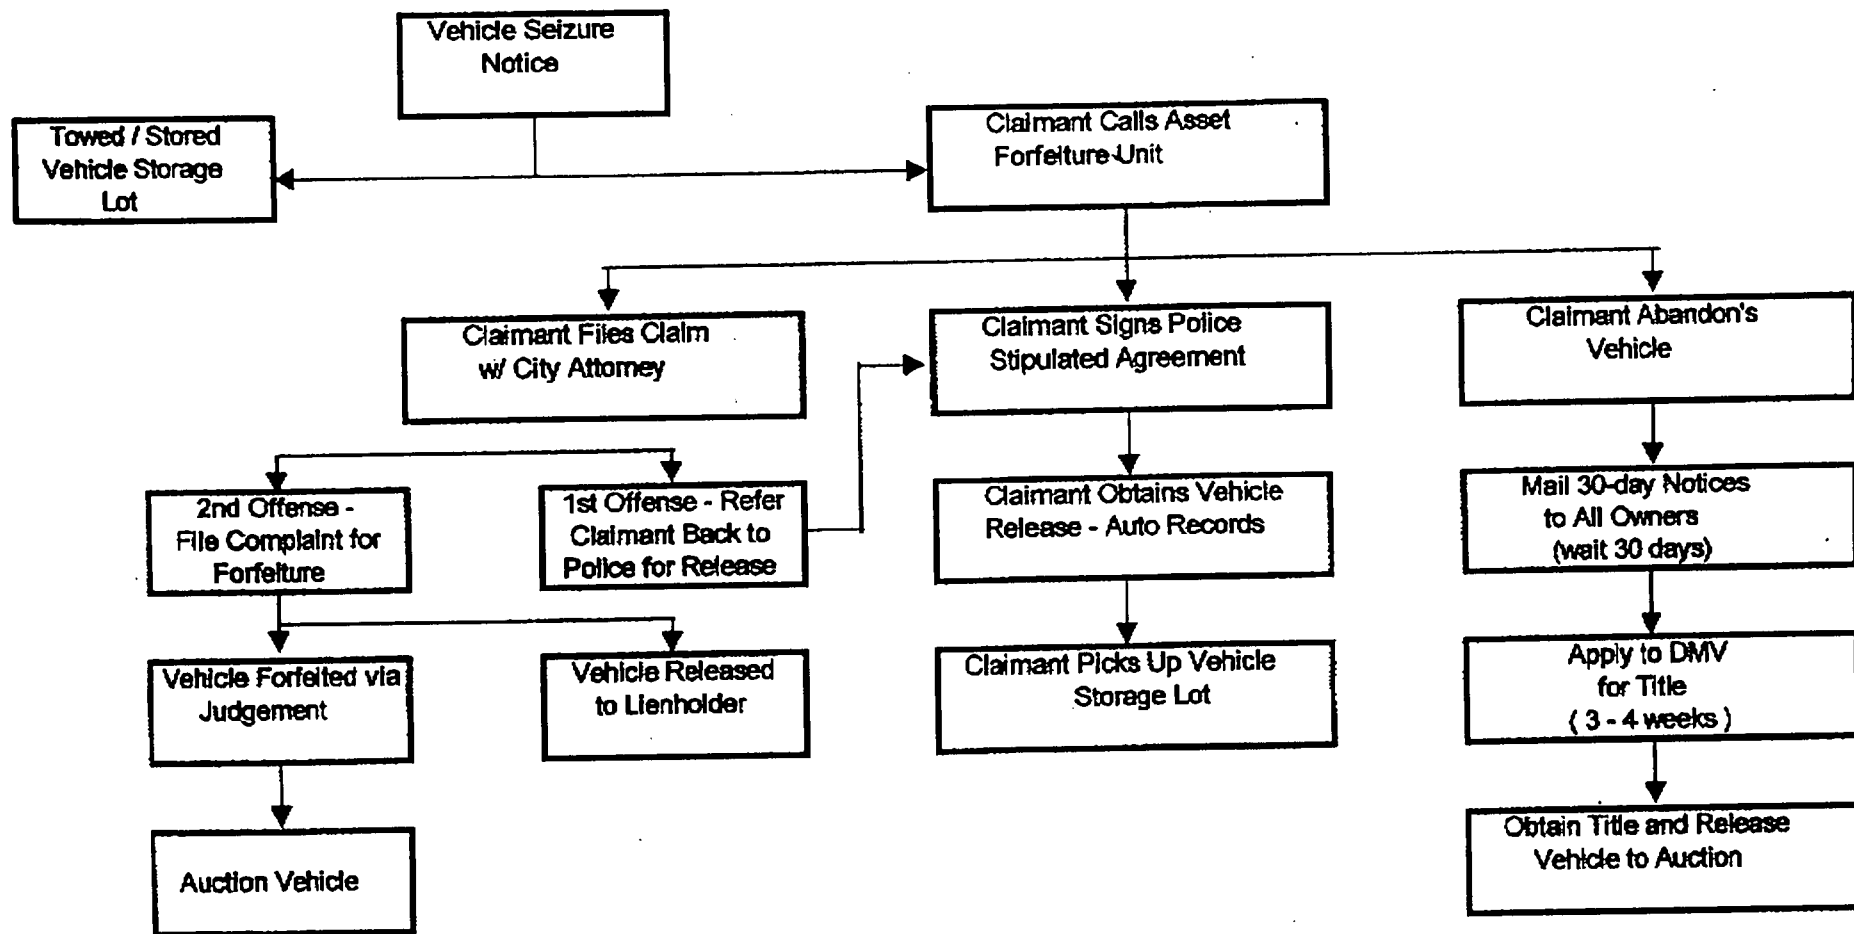 Vehicle Seizure
Notice
Towed / Stored
Vehicle Storage
Lot
Claimant Calls Asset
Forfeiture-Unit
Claimant Files Claim
w/ City Attorney
Claimant Signs Police
Stipulated Agreement
Claimant Abandon's
Vehicle
2nd Offense -
File Complaint for
Forfeiture
1st Offense - Refer
Claimant Back to
Police for Release
Claimant Obtains Vehicle
Release - Auto Records
Mail 30-day Notices
to All Owners
(wait 30 days)
Vehicle Forfeited via
Judgement
Vehicle Released
to Lienholder
Claimant Picks Up Vehicle
Storage Lot
Apply to DMV
for Title
( 3 - 4 weeks )
Auction Vehicle
Obtain Title and Release
Vehicle to Auction